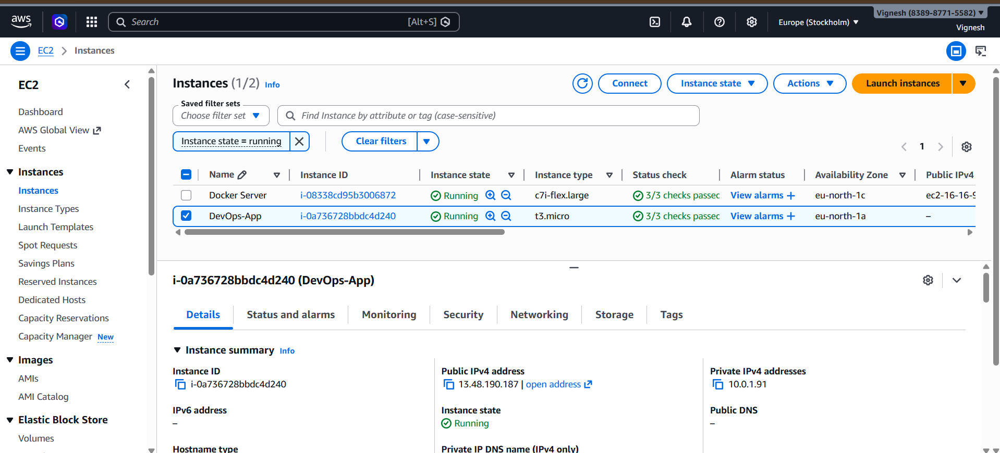 aws
Search
[Alt+S]
Europe (Stockholm)
Vignesh (8389-8771-5582)
Vignesh
EC2
Instances
EC2
Dashboard
AWS Global View
Events
Instances
Instances
Instance Types
Launch Templates
Spot Requests
Savings Plans
Reserved Instances
Dedicated Hosts
Capacity Reservations
Capacity Manager New
Images
AMIs
AMI Catalog
Elastic Block Store
Volumes
Instances (1/2) Info
Connect
Instance state
Actions
Launch instances
Saved filter sets
Choose filter set
Find Instance by attribute or tag (case-sensitive)
Instance state = running
Clear filters
1
Name Instance ID Instance state Instance type Status check Alarm status Availability Zone Public IPv4
Docker Server i-08338cd95b3006872 Running c7i-flex.large 3/3 checks passed View alarms + eu-north-1c ec2-16-16-9
DevOps-App i-0a736728bbdc4d240 Running t3.micro 3/3 checks passed View alarms + eu-north-1a –
i-0a736728bbdc4d240 (DevOps-App)
Details Status and alarms Monitoring Security Networking Storage Tags
Instance summary Info
Instance ID
i-0a736728bbdc4d240
Public IPv4 address
13.48.190.187 | open address
Private IPv4 addresses
10.0.1.91
IPv6 address
–
Instance state
Running
Public DNS
–
Hostname type
Private IP DNS name (IPv4 only)